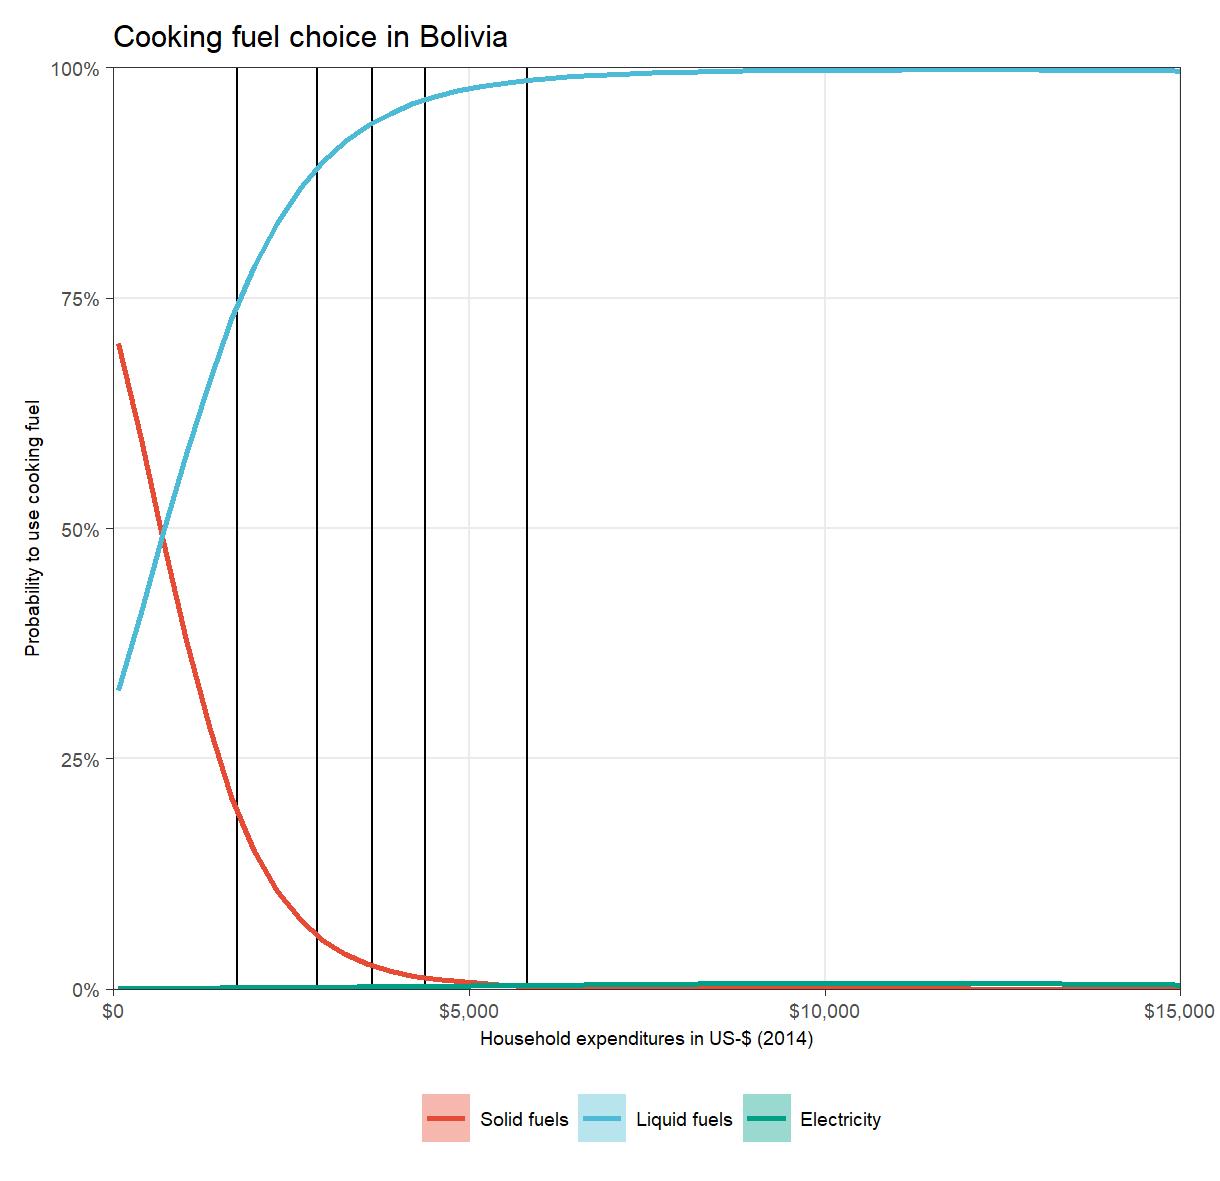 Cooking fuel choice in Bolivia
100%
75%
50%
25%
0%
Probability to use cooking fuel
$0 $5,000 $10,000 $15,000
Household expenditures in US-$ (2014)
Solid fuels Liquid fuels Electricity